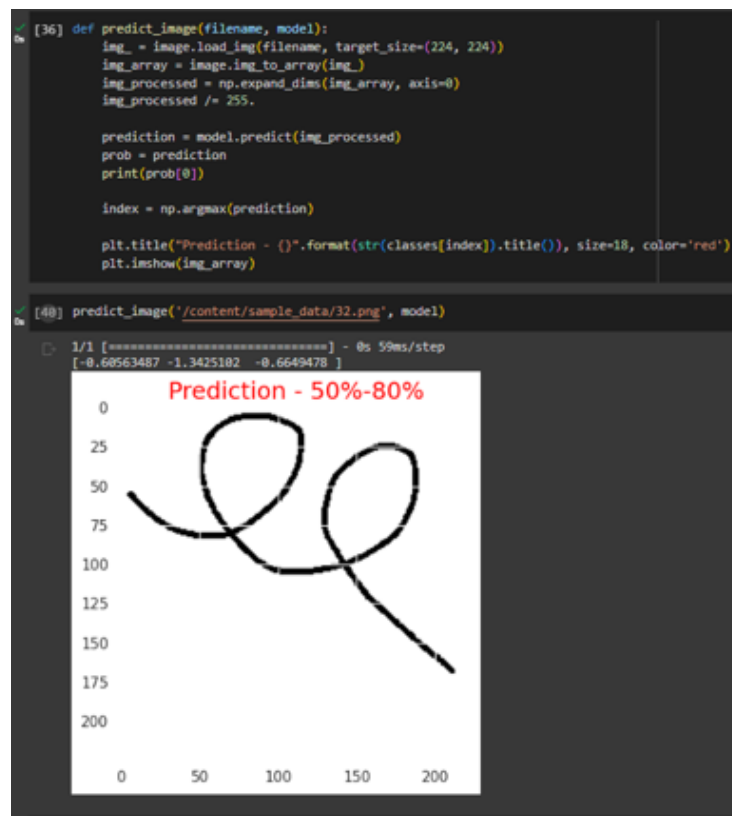 [36] def predict_image(filename, model):
img_ = image.load_img(filename, target_size=(224, 224))
img_array = image.img_to_array(img_)
img_processed = np.expand_dims(img_array, axis=0)
img_processed /= 255.
prediction = model.predict(img_processed)
prob = prediction
print(prob[0])
index = np.argmax(prediction)
plt.title("Prediction - {}".format(str(classes[index]).title()), size=18, color='red')
plt.imshow(img_array)
[40] predict_image('/content/sample_data/32.png', model)
1/1 [==============================] - 0s 59ms/step
[-0.60563487 -1.3425102 -0.6649478 ]
Prediction - 50%-80%
0
25
50
75
100
125
150
175
200
0 50 100 150 200